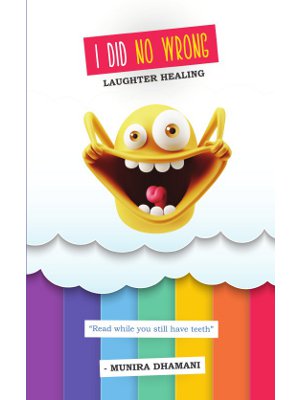 I DID NO WRONG
LAUGHTER HEALING
“Read while you still have teeth”
- MUNIRA DHAMANI